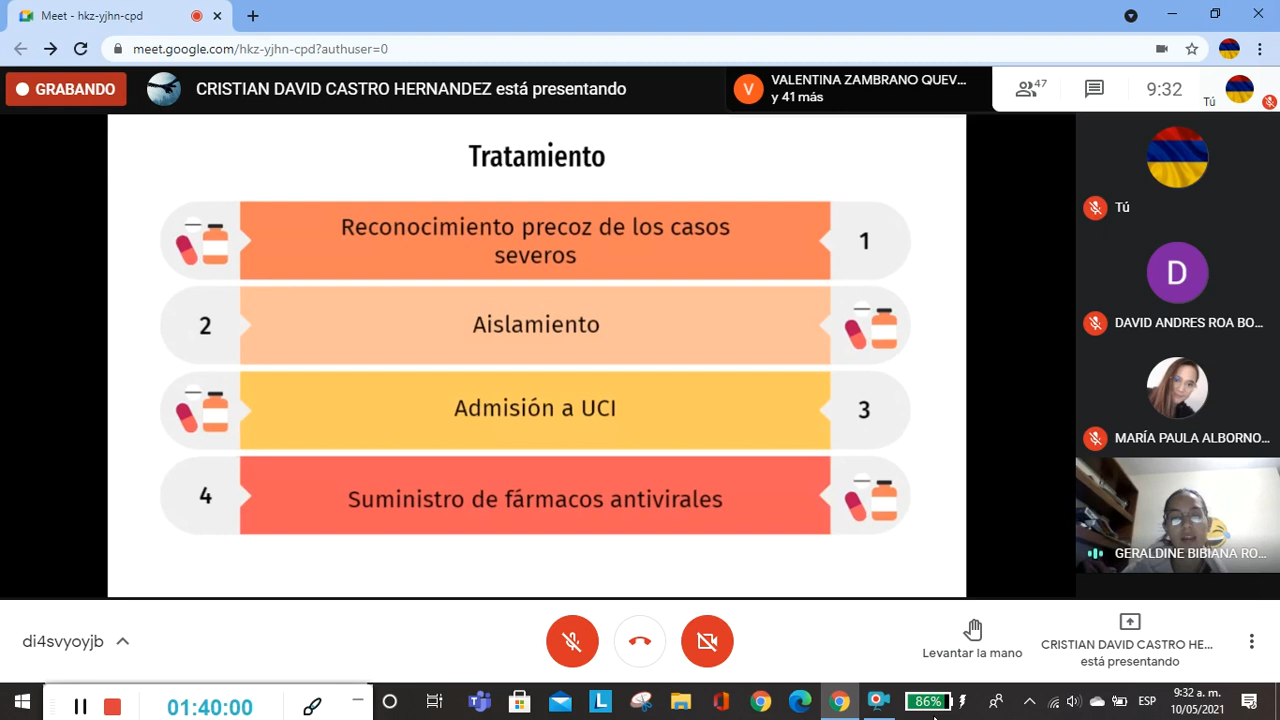 Meet - hkz-yjhn-cpd
meet.google.com/hkz-yjhn-cpd?authuser=0
GRABANDO
CRISTIAN DAVID CASTRO HERNANDEZ está presentando
V
VALENTINA ZAMBRANO QUEV...
y 41 más
47
9:32
Tú
Tratamiento
Reconocimiento precoz de los casos
severos
1
2
Aislamiento
Admisión a UCI
3
4
Suministro de fármacos antivirales
Tú
D
DAVID ANDRES ROA BO...
MARÍA PAULA ALBORNO...
GERALDINE BIBIANA RO...
di4svyoyjb
Levantar la mano
CRISTIAN DAVID CASTRO HE...
está presentando
01:40:00
L
86%
ESP
9:32 a. m.
10/05/2021